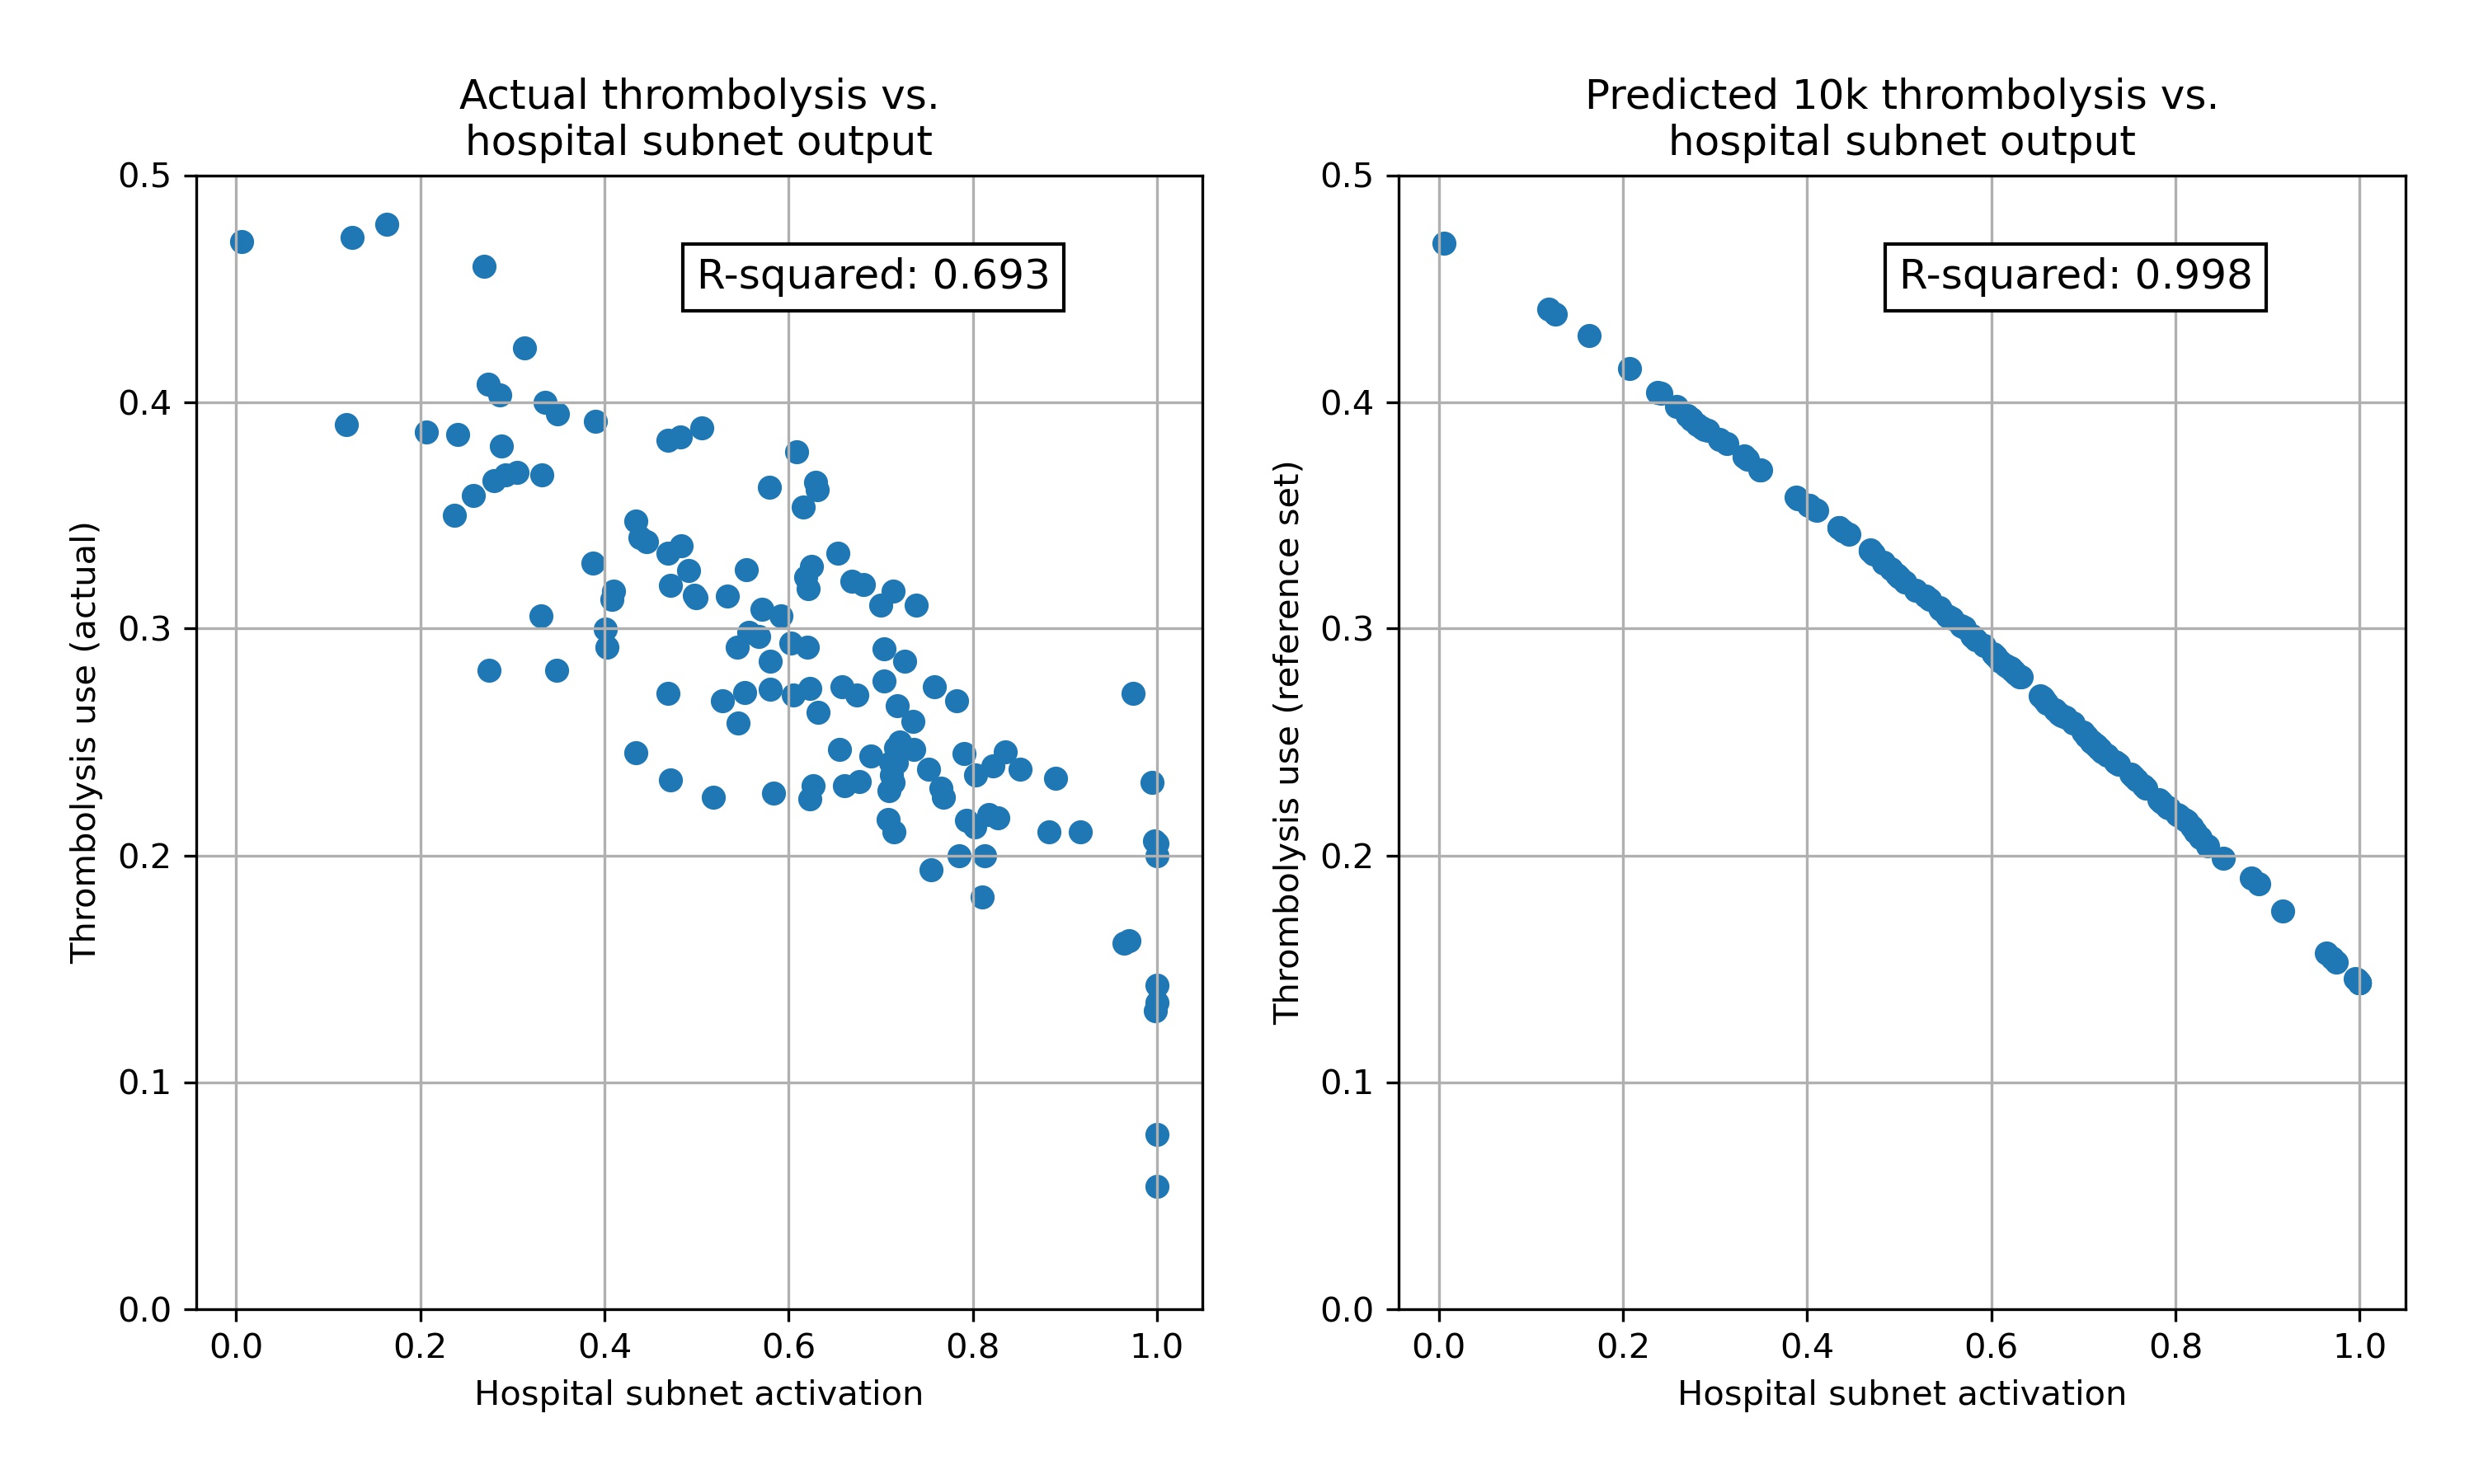 Actual thrombolysis vs.
hospital subnet output
0.5
0.4
0.3
0.2
0.1
0.0
Thrombolysis use (actual)
R-squared: 0.693
0.0 0.2 0.4 0.6 0.8 1.0
Hospital subnet activation
Predicted 10k thrombolysis vs.
hospital subnet output
0.5
0.4
0.3
0.2
0.1
0.0
Thrombolysis use (reference set)
R-squared: 0.998
0.0 0.2 0.4 0.6 0.8 1.0
Hospital subnet activation